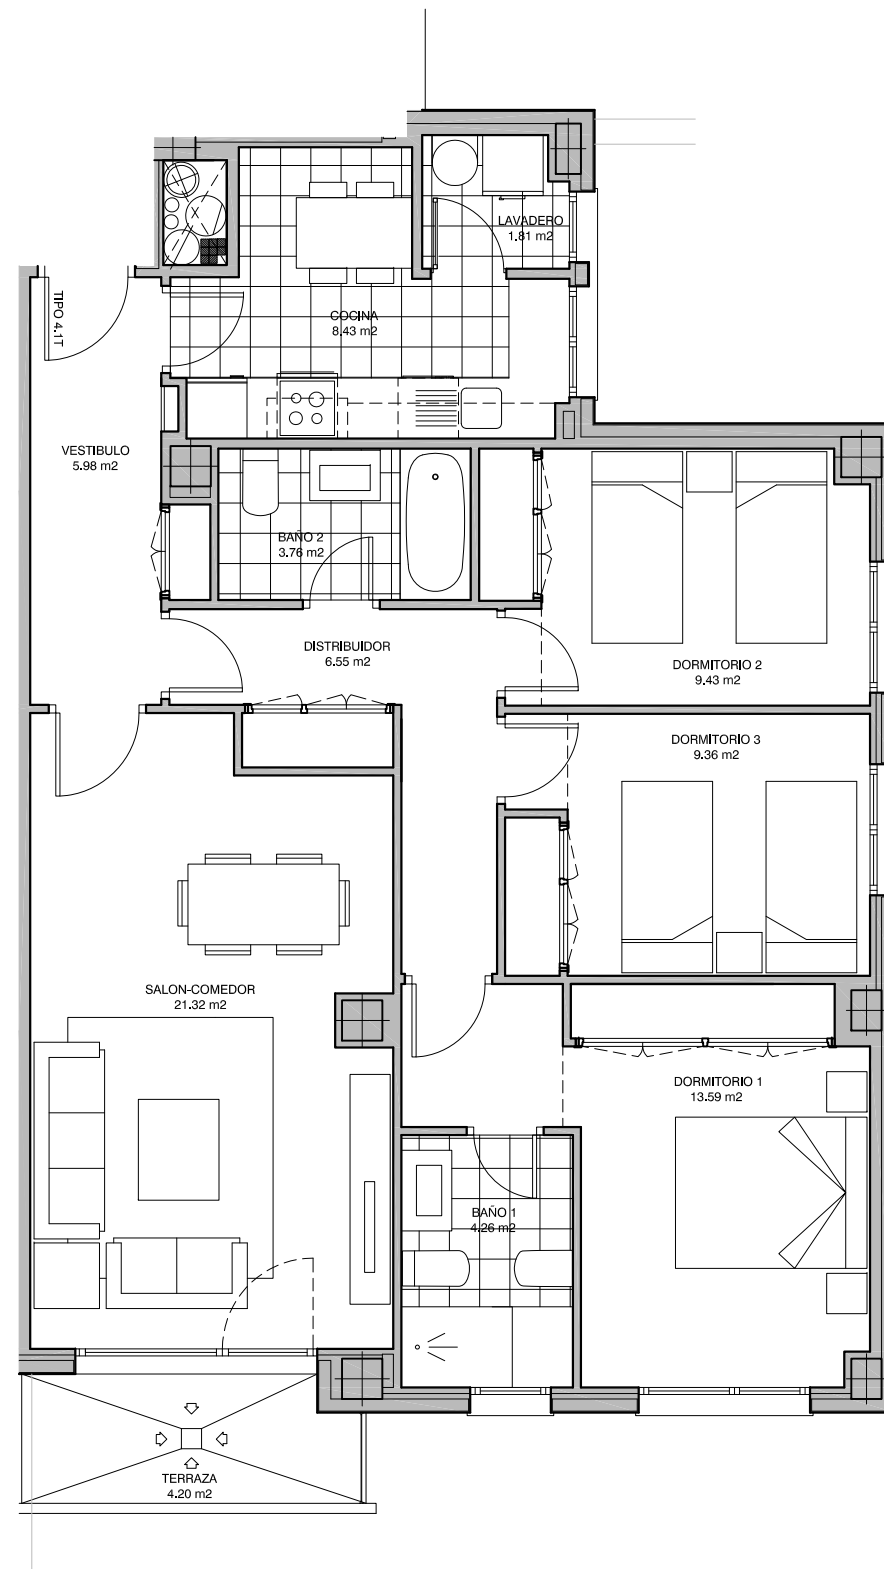 LAVADERO
1.81 m2
TIPO 4.1T
COCINA
8.43 m2
VESTIBULO
5.98 m2
BAÑO 2
3.76 m2
DISTRIBUIDOR
6.55 m2
DORMITORIO 2
9.43 m2
DORMITORIO 3
9.36 m2
SALON-COMEDOR
21.32 m2
DORMITORIO 1
13.59 m2
BAÑO 1
4.26 m2
TERRAZA
4.20 m2